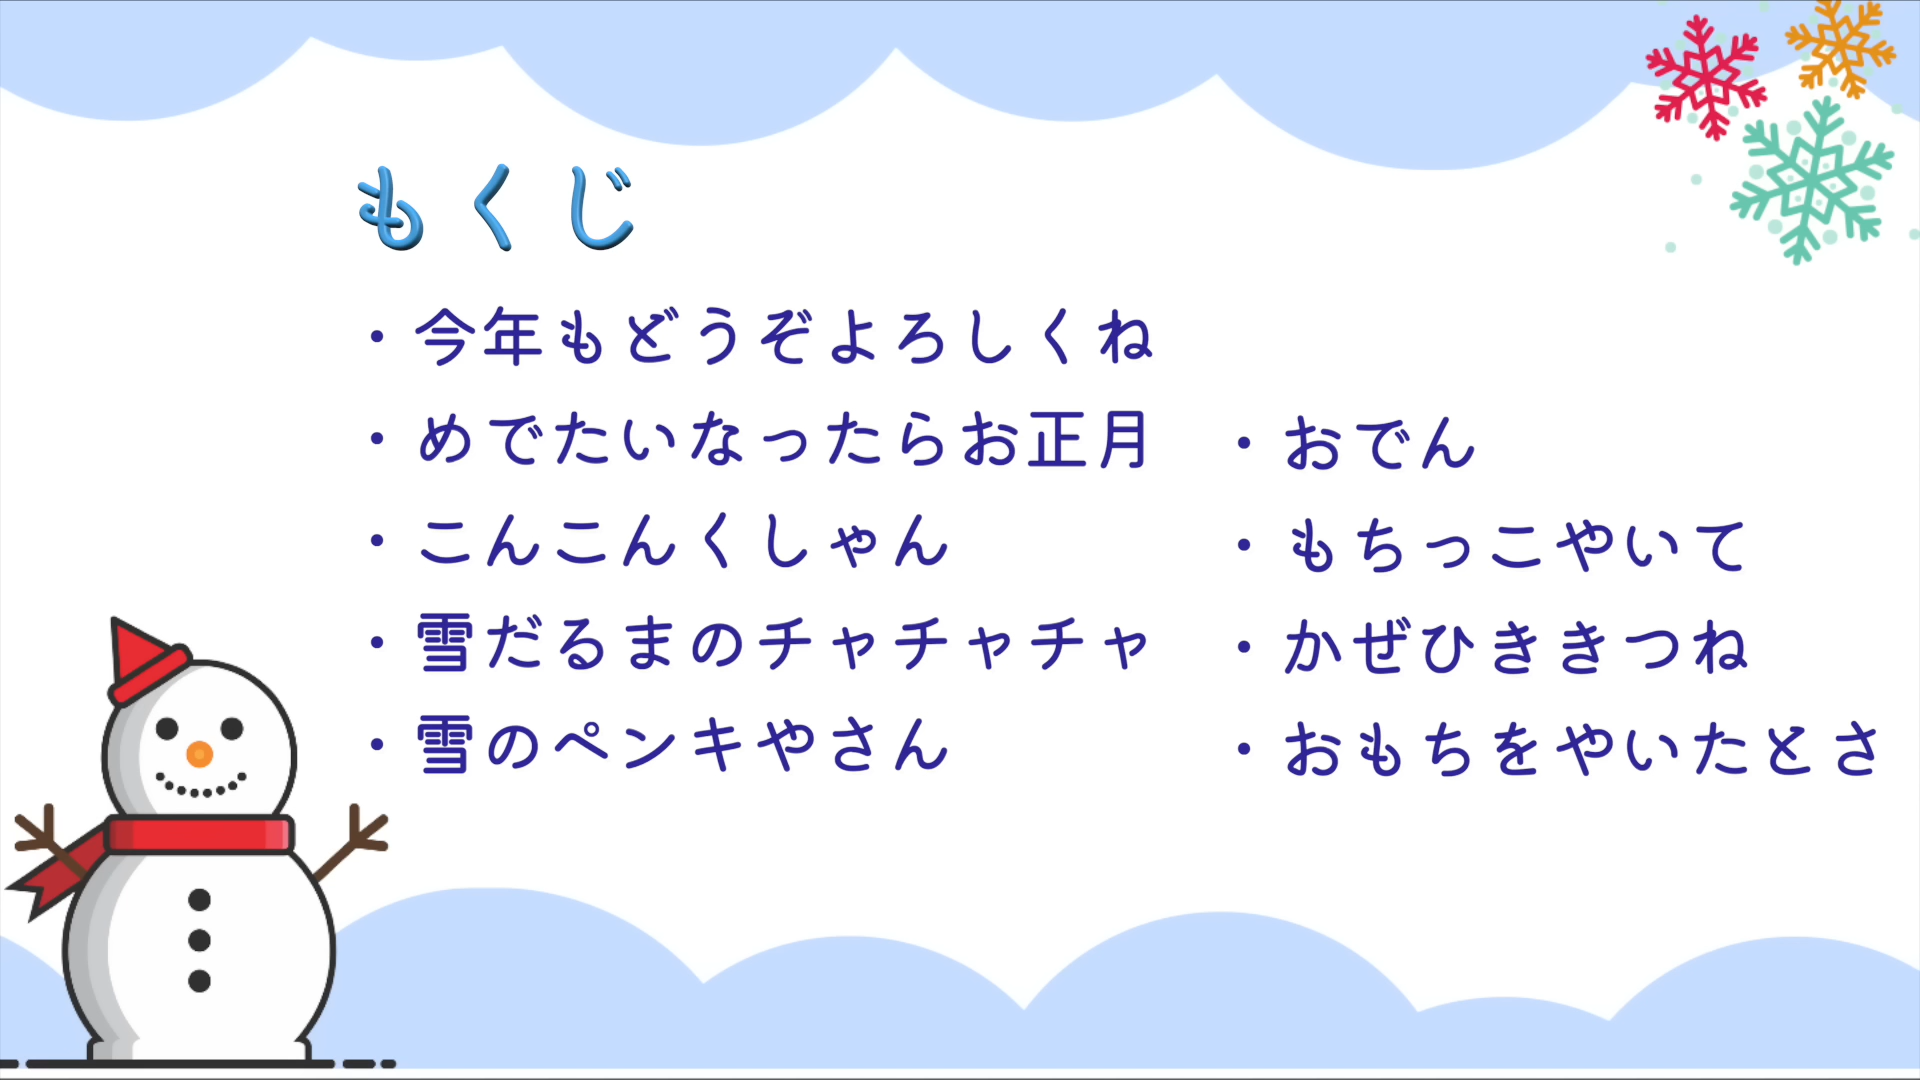 もくじ
・今年もどうぞよろしくね
・めでたいなったらお正月
・こんこんくしゃん
・雪だるまのチャチャチャ
・雪のペンキやさん
・おでん
・もちっこやいて
・かぜひききつね
・おもちをやいたとさ